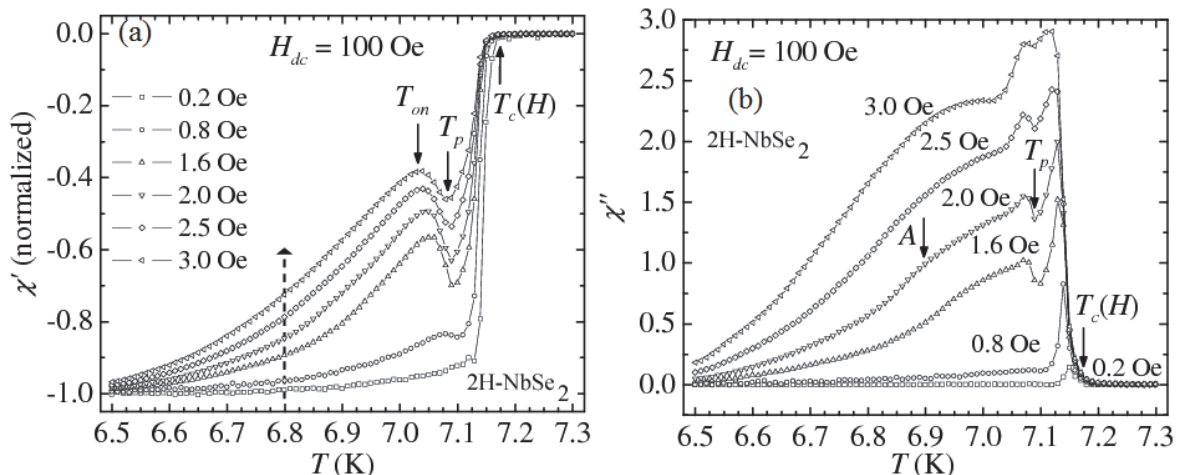 (a)
H_dc = 100 Oe
0.2 Oe
0.8 Oe
1.6 Oe
2.0 Oe
2.5 Oe
3.0 Oe
T_on
T_p
T_c(H)
2H-NbSe₂
χ′ (normalized)
0.0
-0.2
-0.4
-0.6
-0.8
-1.0
6.5 6.6 6.7 6.8 6.9 7.0 7.1 7.2 7.3
T (K)
H_dc = 100 Oe
(b)
2H-NbSe₂
3.0 Oe
2.5 Oe
T_p
2.0 Oe
A
1.6 Oe
T_c(H)
0.8 Oe
0.2 Oe
χ″
3.0
2.5
2.0
1.5
1.0
0.5
0.0
6.5 6.6 6.7 6.8 6.9 7.0 7.1 7.2 7.3
T (K)